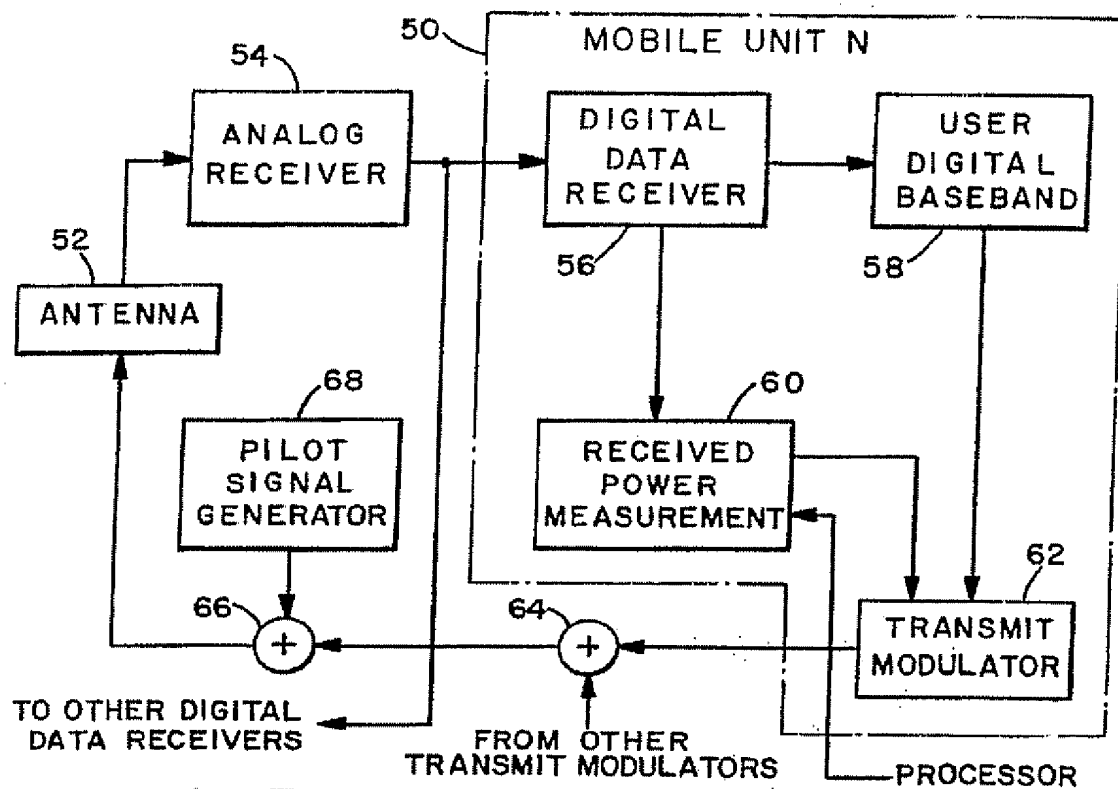 50
MOBILE UNIT N
54
ANALOG
RECEIVER
DIGITAL
DATA
RECEIVER
56
USER
DIGITAL
BASEBAND
58
52
ANTENNA
68
PILOT
SIGNAL
GENERATOR
60
RECEIVED
POWER
MEASUREMENT
62
TRANSMIT
MODULATOR
66
+
64
+
TO OTHER DIGITAL
DATA RECEIVERS
FROM OTHER
TRANSMIT MODULATORS
PROCESSOR